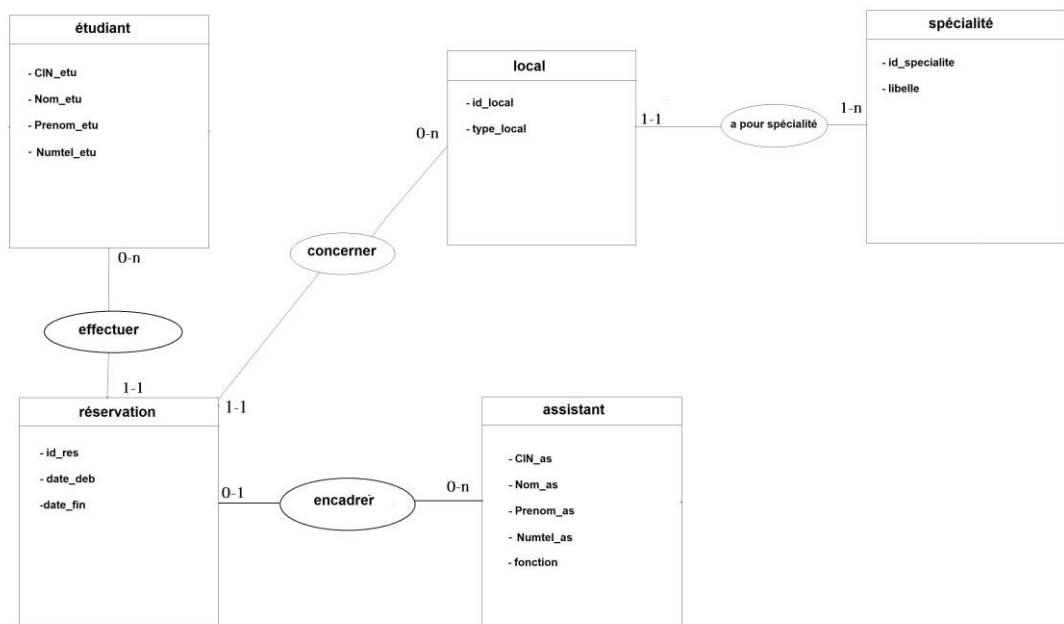 étudiant
- CIN_etu
- Nom_etu
- Prenom_etu
- Numtel_etu
0-n
effectuer
1-1
réservation
- id_res
- date_deb
-date_fin
1-1
concerner
0-n
local
- id_local
- type_local
1-1
a pour spécialité
1-n
spécialité
- id_specialite
- libelle
0-1
encadrer
0-n
assistant
- CIN_as
- Nom_as
- Prenom_as
- Numtel_as
- fonction